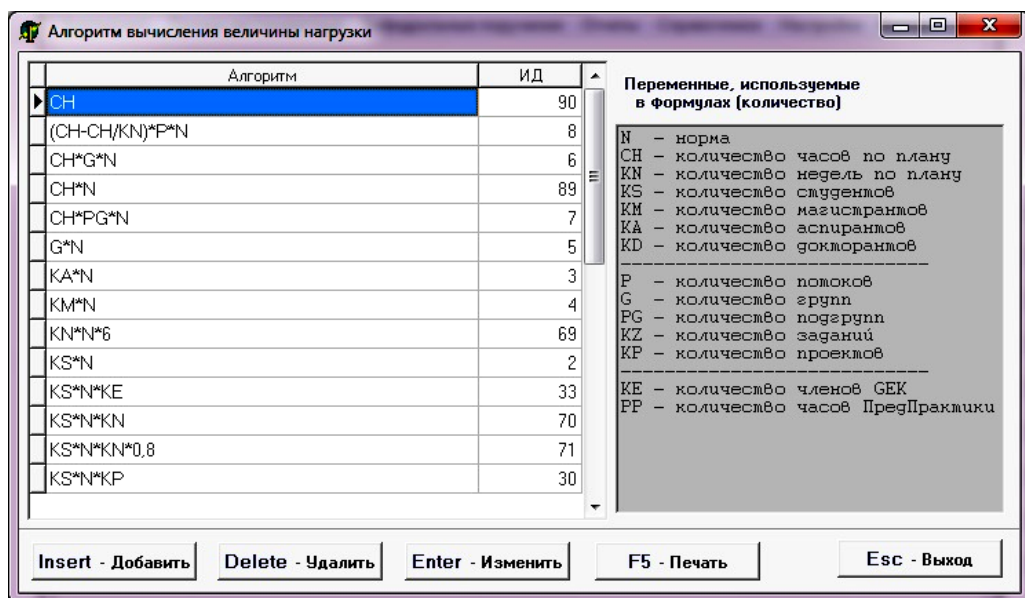 Алгоритм вычисления величины нагрузки
Алгоритм ИД
CH 90
(CH-CH/KN)*P*N 8
CH*G*N 6
CH*N 89
CH*PG*N 7
G*N 5
KA*N 3
KM*N 4
KN*N*6 69
KS*N 2
KS*N*KE 33
KS*N*KN 70
KS*N*KN*0,8 71
KS*N*KP 30
Переменные, используемые
в формулах (количество)
N – норма
CH – количество часов по плану
KN – количество недель по плану
KS – количество студентов
KM – количество магистрантов
KA – количество аспирантов
KD – количество докторантов
------------------------------
P – количество потоков
G – количество групп
PG – количество подгрупп
KZ – количество заданий
KP – количество проектов
------------------------------
KE – количество членов GEK
PP – количество часов ПредПрактики
Insert - Добавить Delete - Удалить Enter - Изменить F5 - Печать Esc - Выход